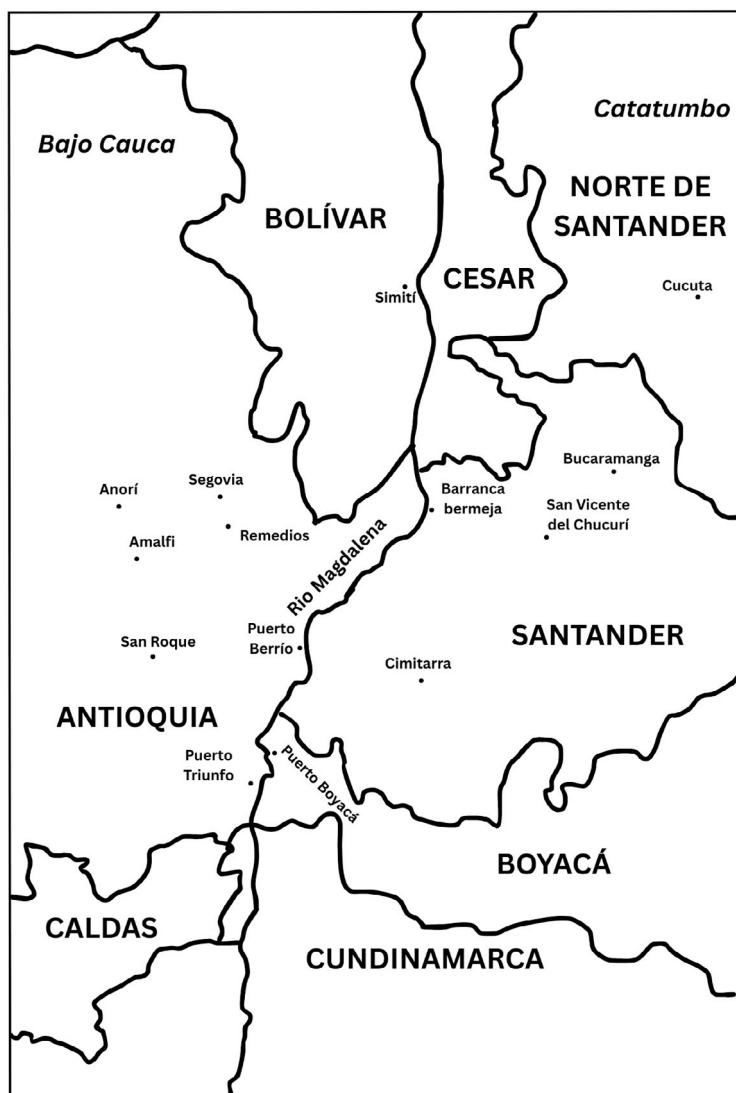 Catatumbo
Bajo Cauca
NORTE DE
SANTANDER
BOLÍVAR
CESAR
Simití
Cucuta
Bucaramanga
Segovia
Anorí
Barranca
bermeja
San Vicente
del Chucurí
Remedios
Amalfi
Rio Magdalena
Puerto
Berrío
San Roque
SANTANDER
Cimitarra
ANTIOQUIA
Puerto
Triunfo
Puerto Boyacá
BOYACÁ
CALDAS
CUNDINAMARCA